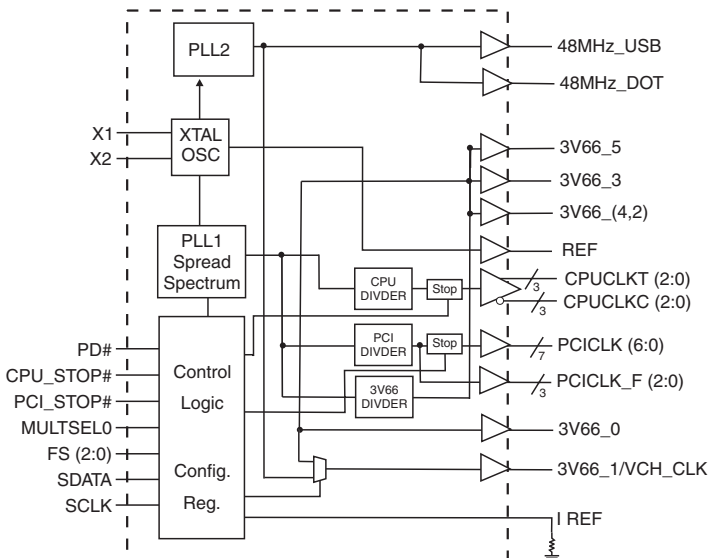 PLL2
48MHz_USB
48MHz_DOT
X1
X2
XTAL
OSC
3V66_5
3V66_3
3V66_(4,2)
REF
PLL1
Spread
Spectrum
CPU
DIVDER
Stop
3
CPUCLKT (2:0)
3
CPUCLKC (2:0)
PCI
DIVDER
Stop
7
PCICLK (6:0)
3V66
DIVDER
3
PCICLK_F (2:0)
PD#
CPU_STOP#
PCI_STOP#
MULTSEL0
FS (2:0)
SDATA
SCLK
Control
Logic
Config.
Reg.
3V66_0
3V66_1/VCH_CLK
I REF